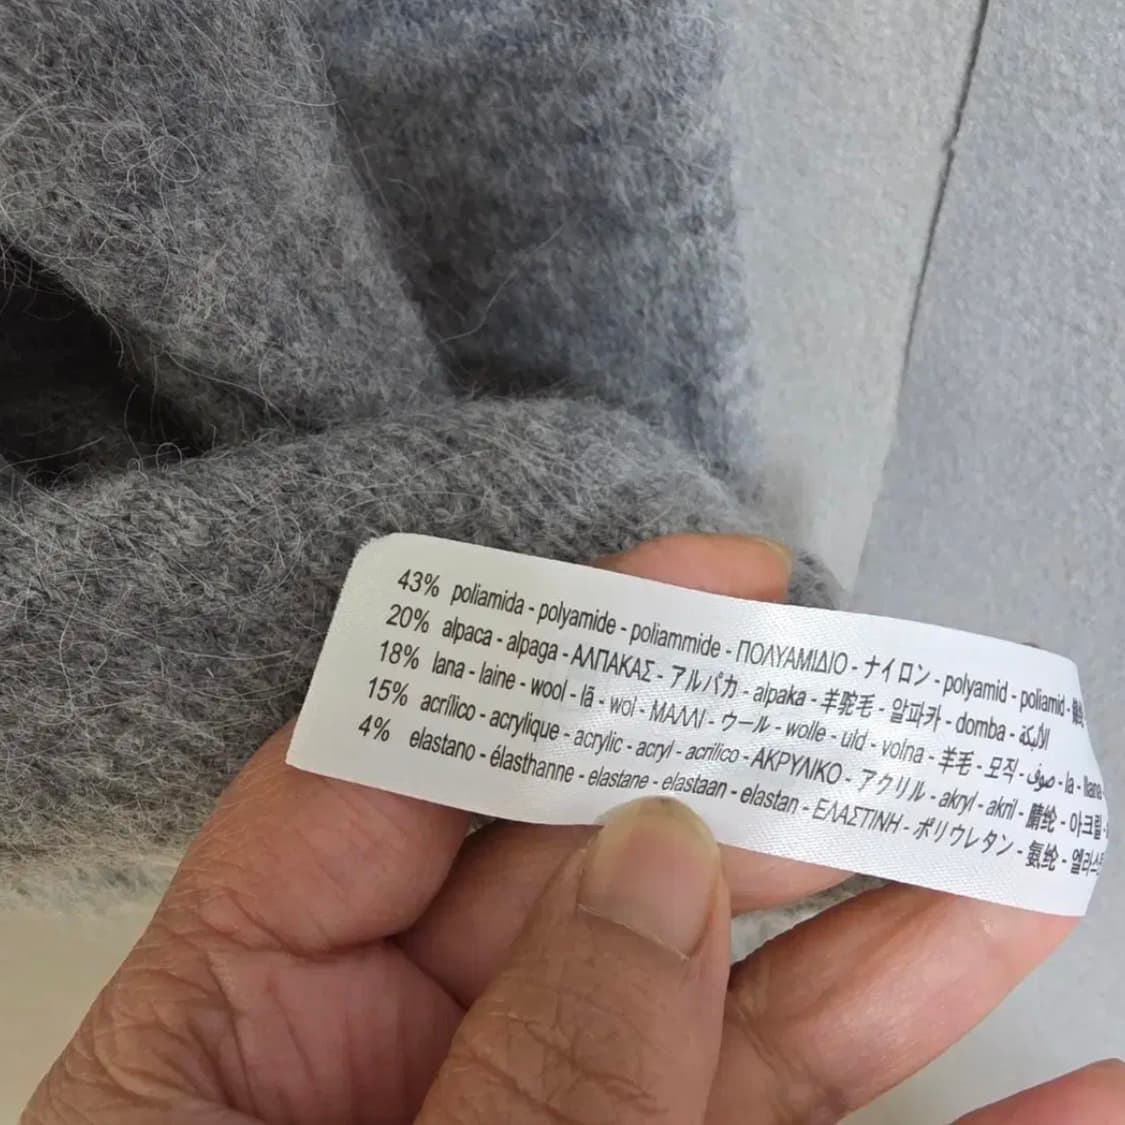 43% poliamida - polyamide - poliammide - ΠΟΛΥΑΜΙΔΙΟ - ナイロン - polyamid - poliamid -
20% alpaca - alpaga - ΑΛΠΑΚΑΣ - アルパカ - alpaka - 羊驼毛 - 알파카 - domba - الألبكة
18% lana - laine - wool - lã - wol - ΜΑΛΛΙ - ウール - wolle - uld - volna - 羊毛 - 모직 - صوف - la - llana
15% acrílico - acrylique - acrylic - acryl - acrilico - ΑΚΡΥΛΙΚΟ - アクリル - akryl - akril - 腈纶 - 아크릴 -
4% elastano - élasthanne - elastane - elastaan - elastan - ΕΛΑΣΤΙΝΗ - ポリウレタン - 氨纶 -